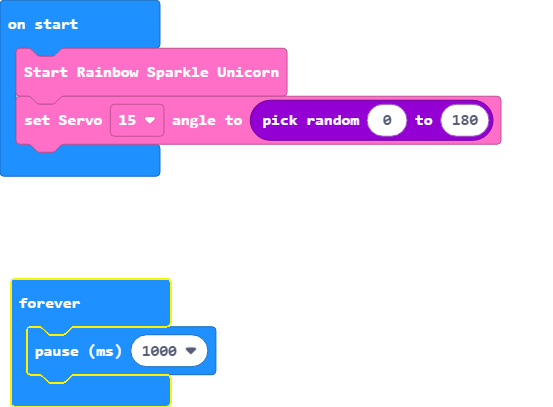 on start
Start Rainbow Sparkle Unicorn
set Servo 15 angle to pick random 0 to 180
forever
pause (ms) 1000